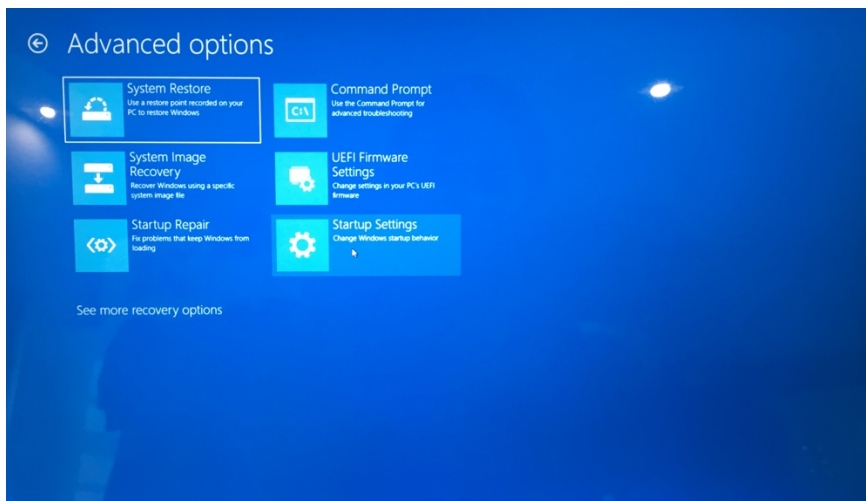 Advanced options
System Restore
Use a restore point recorded on your
PC to restore Windows
Command Prompt
Use the Command Prompt for
advanced troubleshooting
C:\
System Image
Recovery
Recover Windows using a specific
system image file
UEFI Firmware
Settings
Change settings in your PC's UEFI
firmware
Startup Repair
Fix problems that keep Windows from
loading
Startup Settings
Change Windows startup behavior
See more recovery options